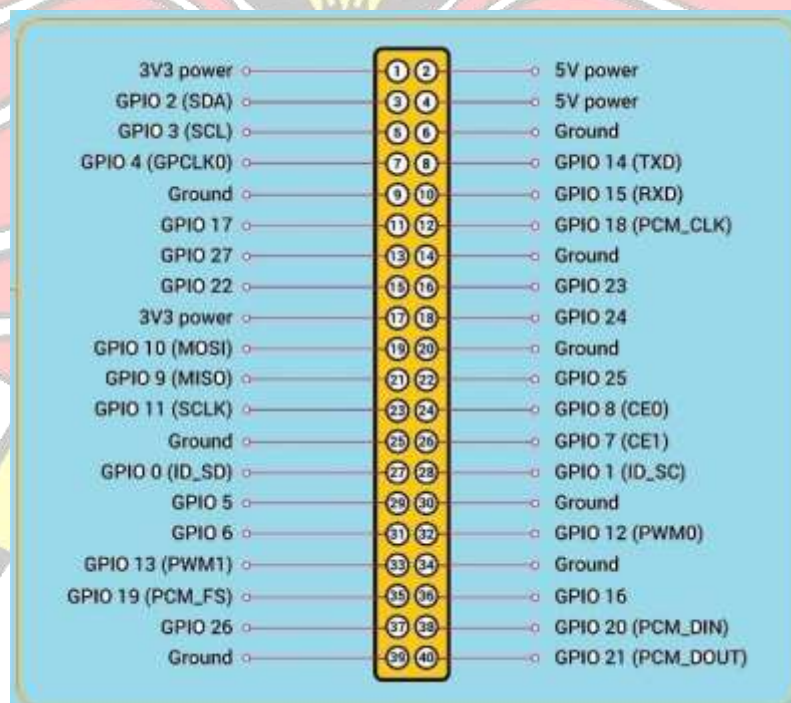 3V3 power 1 2 5V power
GPIO 2 (SDA) 3 4 5V power
GPIO 3 (SCL) 5 6 Ground
GPIO 4 (GPCLK0) 7 8 GPIO 14 (TXD)
Ground 9 10 GPIO 15 (RXD)
GPIO 17 11 12 GPIO 18 (PCM_CLK)
GPIO 27 13 14 Ground
GPIO 22 15 16 GPIO 23
3V3 power 17 18 GPIO 24
GPIO 10 (MOSI) 19 20 Ground
GPIO 9 (MISO) 21 22 GPIO 25
GPIO 11 (SCLK) 23 24 GPIO 8 (CE0)
Ground 25 26 GPIO 7 (CE1)
GPIO 0 (ID_SD) 27 28 GPIO 1 (ID_SC)
GPIO 5 29 30 Ground
GPIO 6 31 32 GPIO 12 (PWM0)
GPIO 13 (PWM1) 33 34 Ground
GPIO 19 (PCM_FS) 35 36 GPIO 16
GPIO 26 37 38 GPIO 20 (PCM_DIN)
Ground 39 40 GPIO 21 (PCM_DOUT)